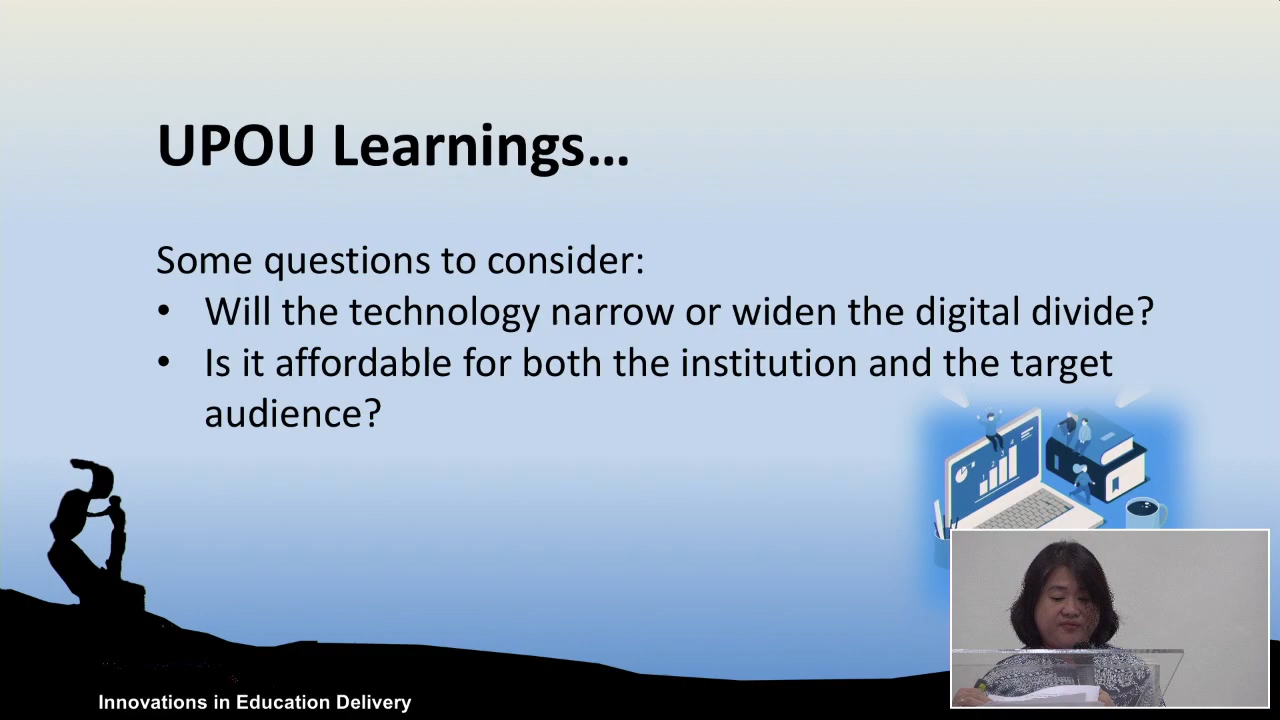 UPOU Learnings…
Some questions to consider:
• Will the technology narrow or widen the digital divide?
• Is it affordable for both the institution and the target
audience?
Innovations in Education Delivery